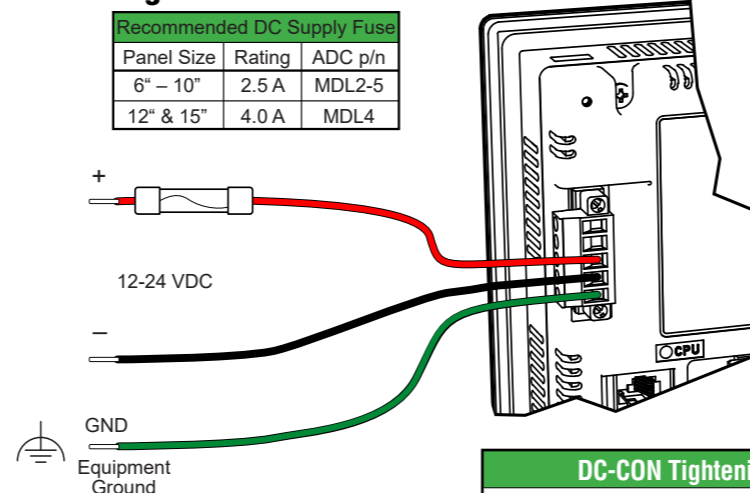 Recommended DC Supply Fuse
Panel Size Rating ADC p/n
6“ – 10” 2.5 A MDL2-5
12“ & 15” 4.0 A MDL4
+
12-24 VDC
–
CPU
GND
Equipment
Ground
DC-CON